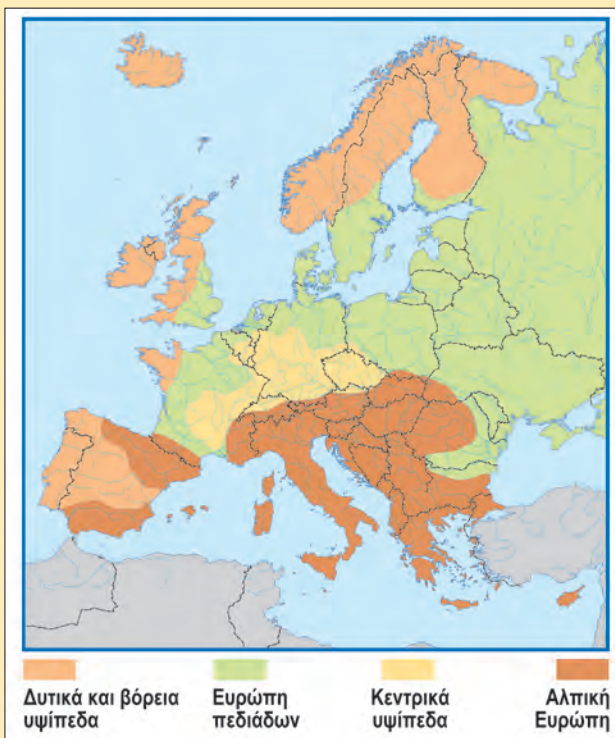 Δυτικά και βόρεια
υψίπεδα
Ευρώπη
πεδιάδων
Κεντρικά
υψίπεδα
Αλπική
Ευρώπη